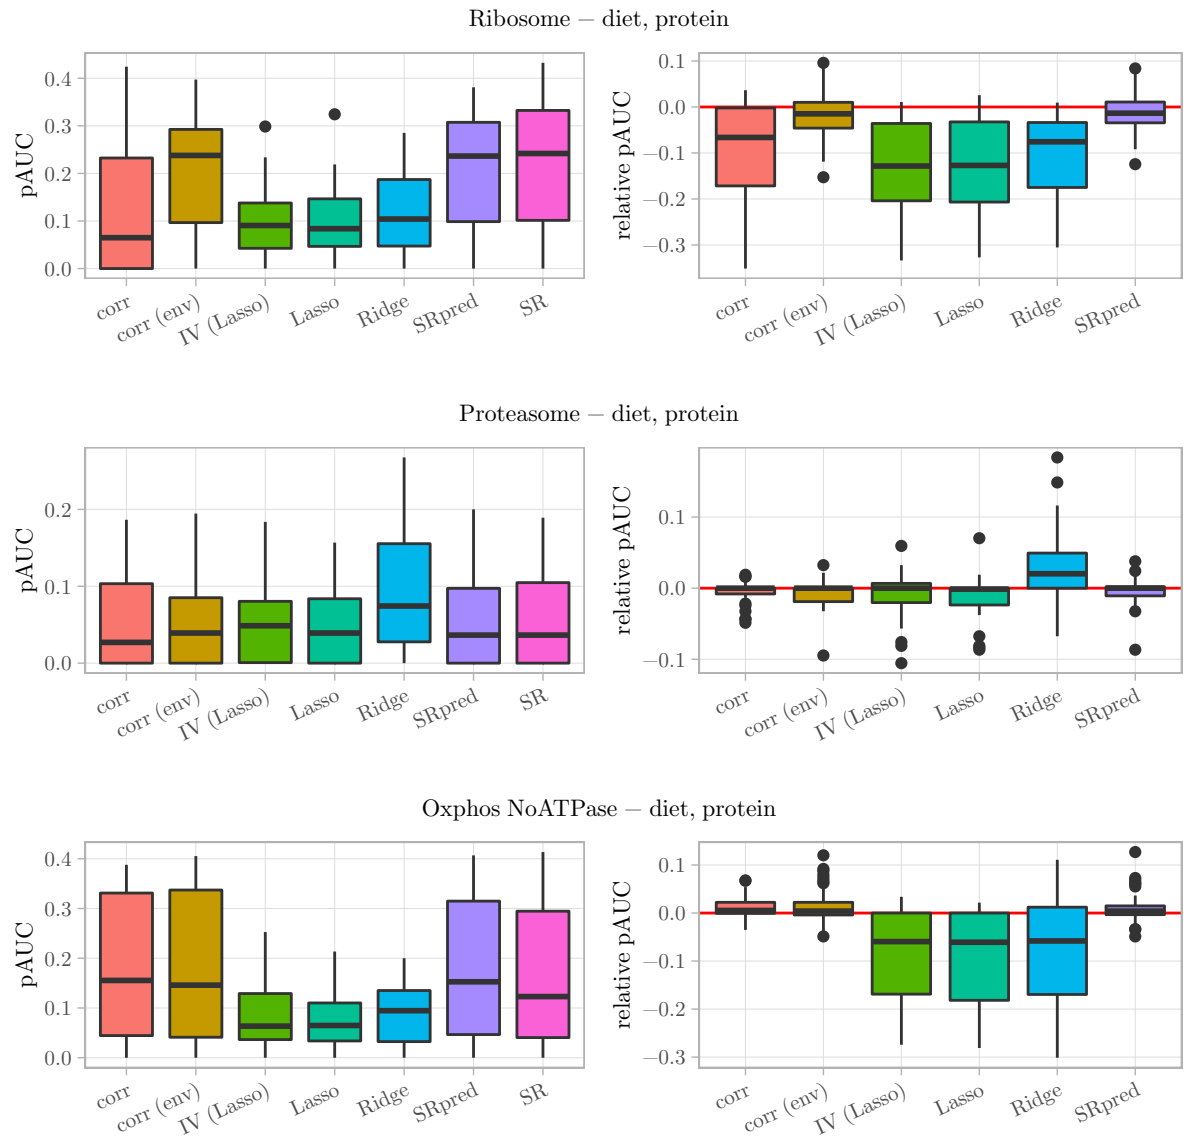 Ribosome − diet, protein
pAUC
0.4
0.3
0.2
0.1
0.0
corr
corr (env)
IV (Lasso)
Lasso
Ridge
SRpred
SR
relative pAUC
0.1
0.0
−0.1
−0.2
−0.3
corr
corr (env)
IV (Lasso)
Lasso
Ridge
SRpred
Proteasome − diet, protein
pAUC
0.2
0.1
0.0
corr
corr (env)
IV (Lasso)
Lasso
Ridge
SRpred
SR
relative pAUC
0.1
0.0
−0.1
corr
corr (env)
IV (Lasso)
Lasso
Ridge
SRpred
Oxphos NoATPase − diet, protein
pAUC
0.4
0.3
0.2
0.1
0.0
corr
corr (env)
IV (Lasso)
Lasso
Ridge
SRpred
SR
relative pAUC
0.1
0.0
−0.1
−0.2
−0.3
corr
corr (env)
IV (Lasso)
Lasso
Ridge
SRpred